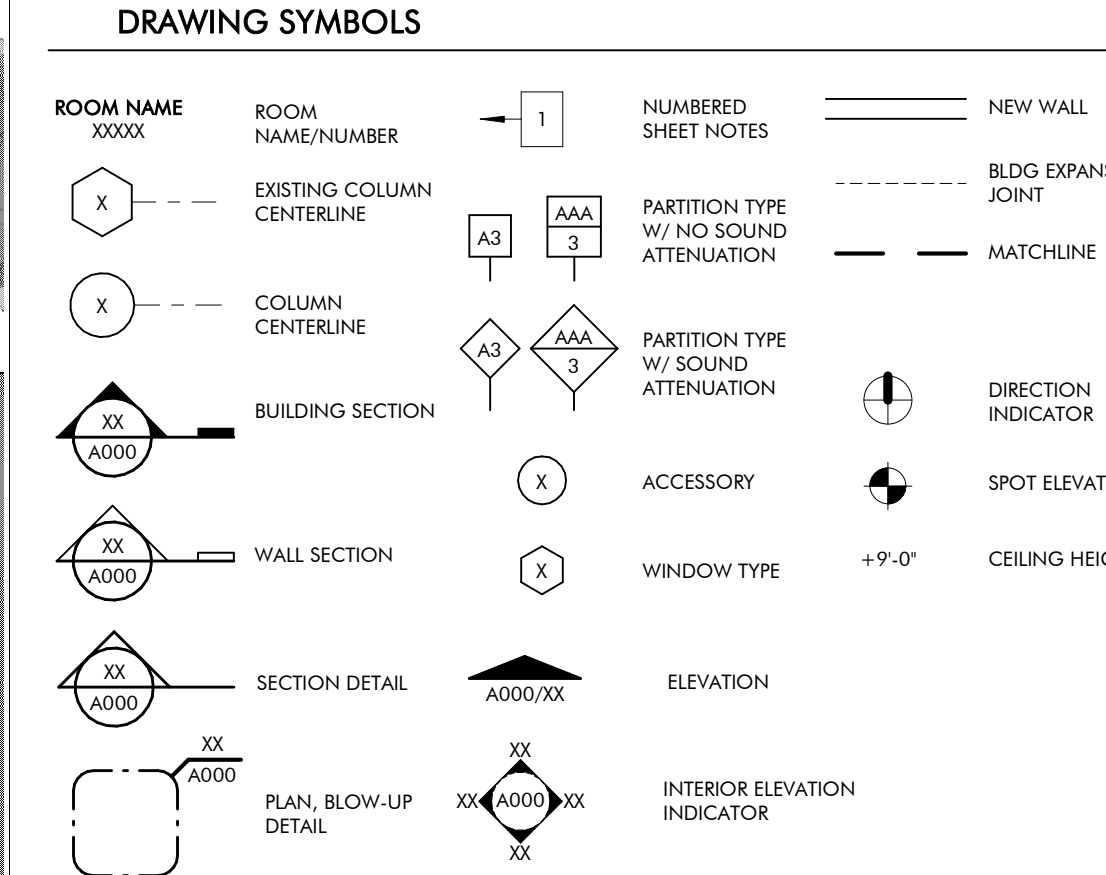 DRAWING SYMBOLS
ROOM NAME
XXXXX
ROOM
NAME/NUMBER
X
EXISTING COLUMN
CENTERLINE
X
COLUMN
CENTERLINE
XX
A000
BUILDING SECTION
XX
A000
WALL SECTION
XX
A000
SECTION DETAIL
XX
A000
PLAN, BLOW-UP
DETAIL
1
NUMBERED
SHEET NOTES
A3
AAA
3
PARTITION TYPE
W/ NO SOUND
ATTENUATION
A3
AAA
3
PARTITION TYPE
W/ SOUND
ATTENUATION
X
ACCESSORY
X
WINDOW TYPE
A000/XX
ELEVATION
XX
XX A000 XX
XX
INTERIOR ELEVATION
INDICATOR
NEW WALL
BLDG EXPANS
JOINT
MATCHLINE
DIRECTION
INDICATOR
SPOT ELEVAT
+9'-0"
CEILING HEIG